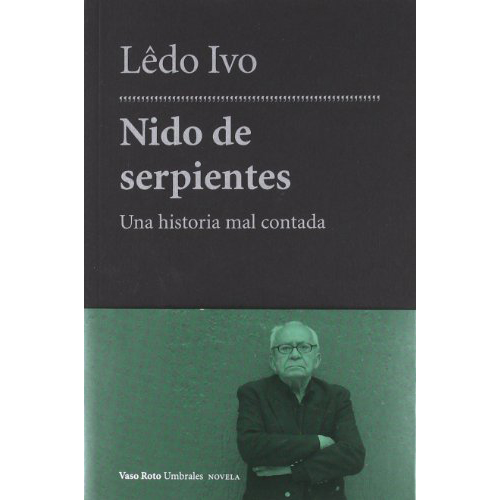 Lêdo Ivo
Nido de
serpientes
Una historia mal contada
Vaso Roto Umbrales NOVELA